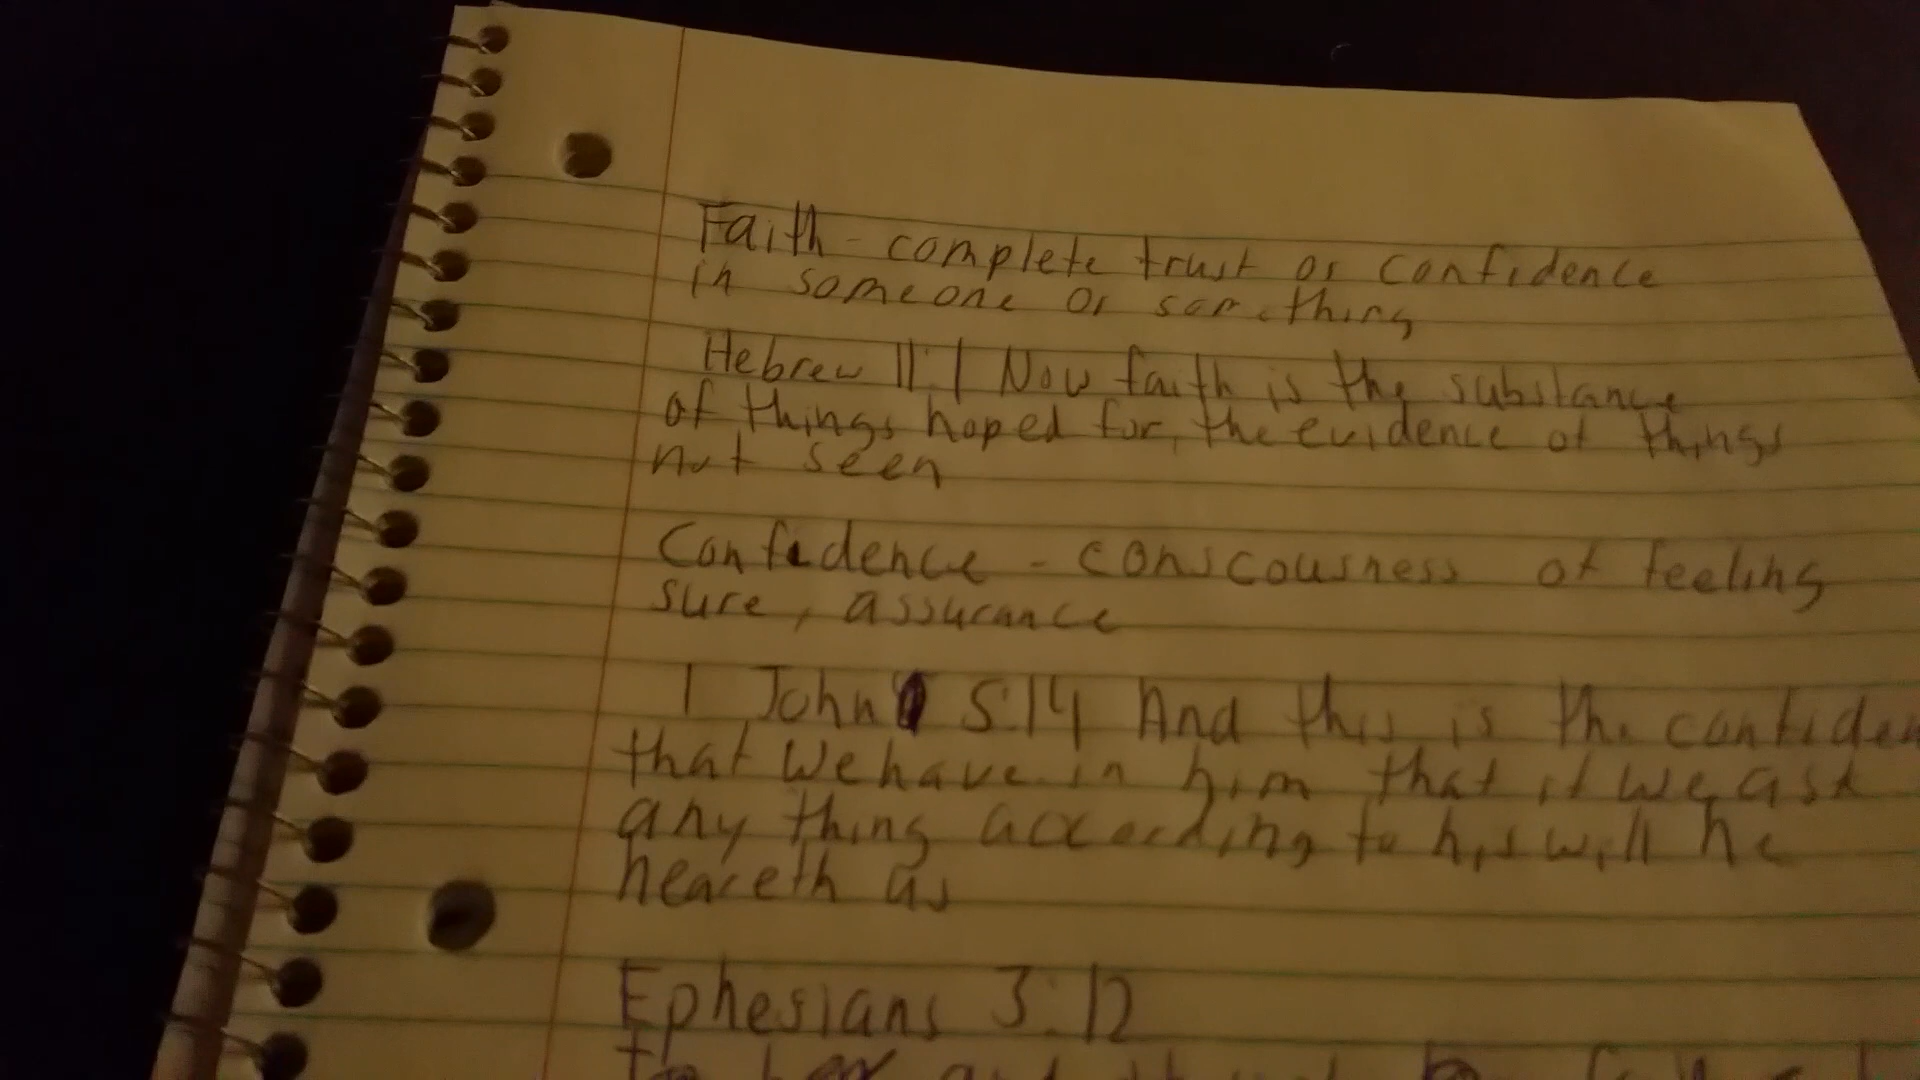 Faith - complete trust or confidence
in someone or something
Hebrew 11:1 Now faith is the substance
of things hoped for, the evidence of things
not seen
Confidence - conscousness of feeling
sure, assurance
1 John 5:14 And this is the confiden
that we have in him that if we ask
any thing according to his will he
heareth us
Ephesians 3:12